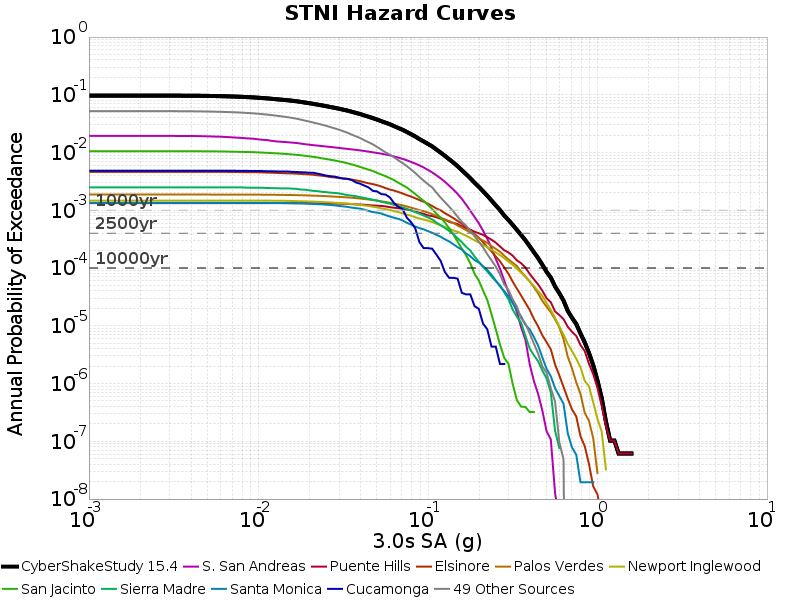 STNI Hazard Curves
Annual Probability of Exceedance
10^0
10^-1
10^-2
10^-3
10^-4
10^-5
10^-6
10^-7
10^-8
1000yr
2500yr
10000yr
10^-3 10^-2 10^-1 10^0 10^1
3.0s SA (g)
CyberShakeStudy 15.4 S. San Andreas Puente Hills Elsinore Palos Verdes Newport Inglewood
San Jacinto Sierra Madre Santa Monica Cucamonga 49 Other Sources